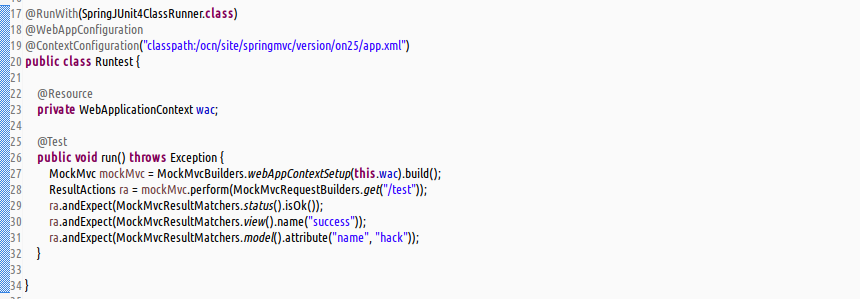 17 @RunWith(SpringJUnit4ClassRunner.class)
18 @WebAppConfiguration
19 @ContextConfiguration("classpath:/ocn/site/springmvc/version/on25/app.xml")
20 public class Runtest {
21
22     @Resource
23     private WebApplicationContext wac;
24
25     @Test
26     public void run() throws Exception {
27         MockMvc mockMvc = MockMvcBuilders.webAppContextSetup(this.wac).build();
28         ResultActions ra = mockMvc.perform(MockMvcRequestBuilders.get("/test"));
29         ra.andExpect(MockMvcResultMatchers.status().isOk());
30         ra.andExpect(MockMvcResultMatchers.view().name("success"));
31         ra.andExpect(MockMvcResultMatchers.model().attribute("name", "hack"));
32     }
33
34 }